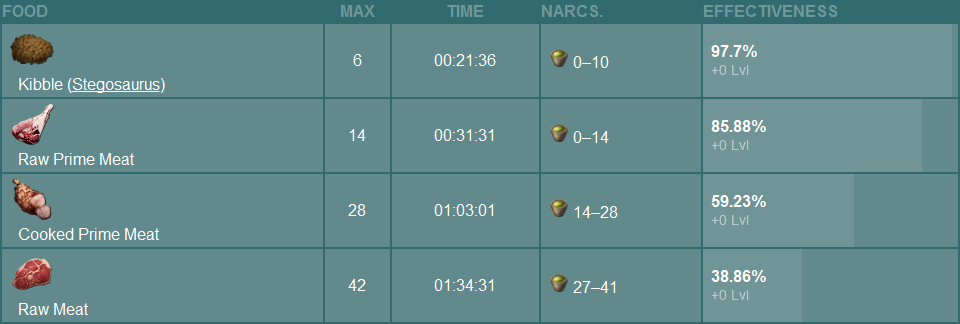 FOOD MAX TIME NARCS. EFFECTIVENESS
Kibble (Stegosaurus) 6 00:21:36 0–10 97.7%
+0 Lvl
Raw Prime Meat 14 00:31:31 0–14 85.88%
+0 Lvl
Cooked Prime Meat 28 01:03:01 14–28 59.23%
+0 Lvl
Raw Meat 42 01:34:31 27–41 38.86%
+0 Lvl